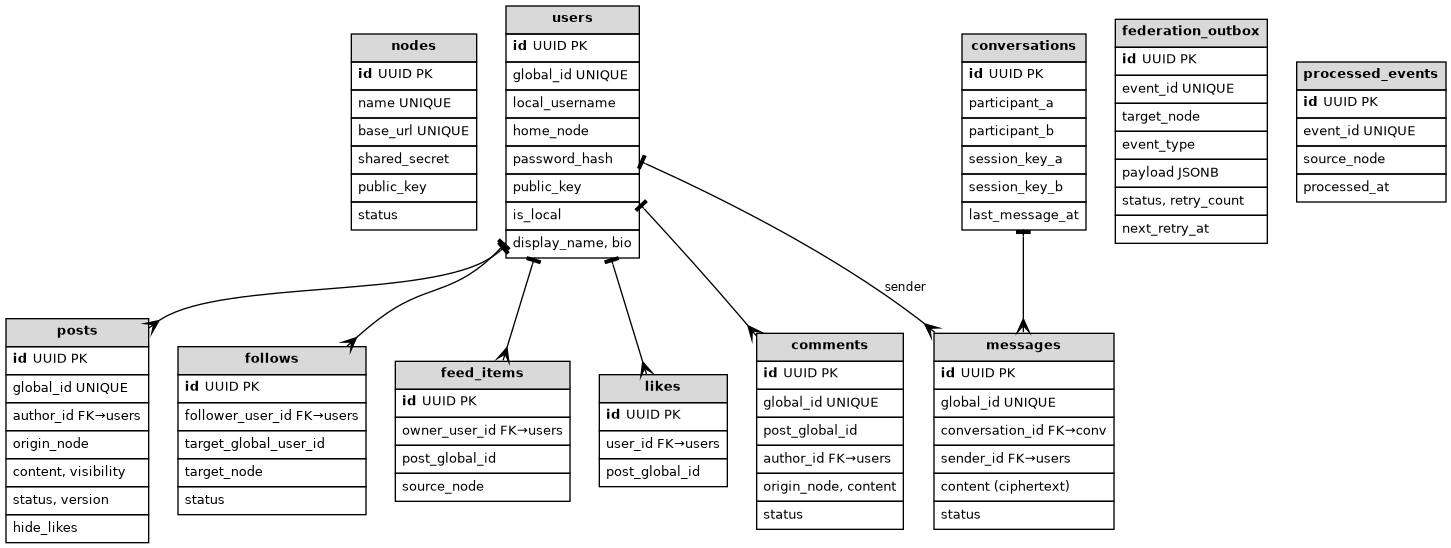 nodes
id UUID PK
name UNIQUE
base_url UNIQUE
shared_secret
public_key
status
users
id UUID PK
global_id UNIQUE
local_username
home_node
password_hash
public_key
is_local
display_name, bio
conversations
id UUID PK
participant_a
participant_b
session_key_a
session_key_b
last_message_at
federation_outbox
id UUID PK
event_id UNIQUE
target_node
event_type
payload JSONB
status, retry_count
next_retry_at
processed_events
id UUID PK
event_id UNIQUE
source_node
processed_at
sender
posts
id UUID PK
global_id UNIQUE
author_id FK→users
origin_node
content, visibility
status, version
hide_likes
follows
id UUID PK
follower_user_id FK→users
target_global_user_id
target_node
status
feed_items
id UUID PK
owner_user_id FK→users
post_global_id
source_node
likes
id UUID PK
user_id FK→users
post_global_id
comments
id UUID PK
global_id UNIQUE
post_global_id
author_id FK→users
origin_node, content
status
messages
id UUID PK
global_id UNIQUE
conversation_id FK→conv
sender_id FK→users
content (ciphertext)
status